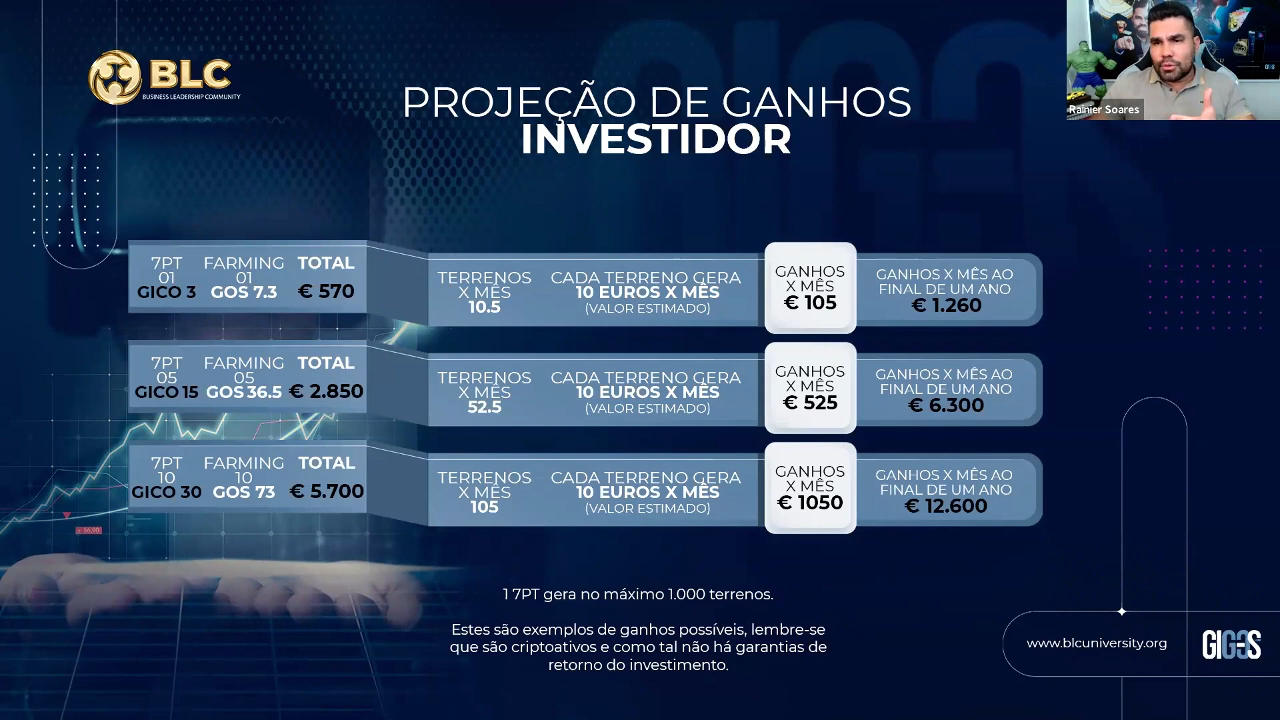 BLC
BUSINESS LEADERSHIP COMMUNITY
PROJEÇÃO DE GANHOS
INVESTIDOR
Rainier Soares
7PT
01
GICO 3
FARMING
01
GOS 7.3
TOTAL
€ 570
TERRENOS
X MÊS
10.5
CADA TERRENO GERA
10 EUROS X MÊS
(VALOR ESTIMADO)
GANHOS
X MÊS
€ 105
GANHOS X MÊS AO
FINAL DE UM ANO
€ 1.260
7PT
05
GICO 15
FARMING
05
GOS 36.5
TOTAL
€ 2.850
TERRENOS
X MÊS
52.5
CADA TERRENO GERA
10 EUROS X MÊS
(VALOR ESTIMADO)
GANHOS
X MÊS
€ 525
GANHOS X MÊS AO
FINAL DE UM ANO
€ 6.300
7PT
10
GICO 30
FARMING
10
GOS 73
TOTAL
€ 5.700
TERRENOS
X MÊS
105
CADA TERRENO GERA
10 EUROS X MÊS
(VALOR ESTIMADO)
GANHOS
X MÊS
€ 1050
GANHOS X MÊS AO
FINAL DE UM ANO
€ 12.600
1 7PT gera no máximo 1.000 terrenos.
Estes são exemplos de ganhos possíveis, lembre-se
que são criptoativos e como tal não há garantias de
retorno do investimento.
www.blcuniversity.org